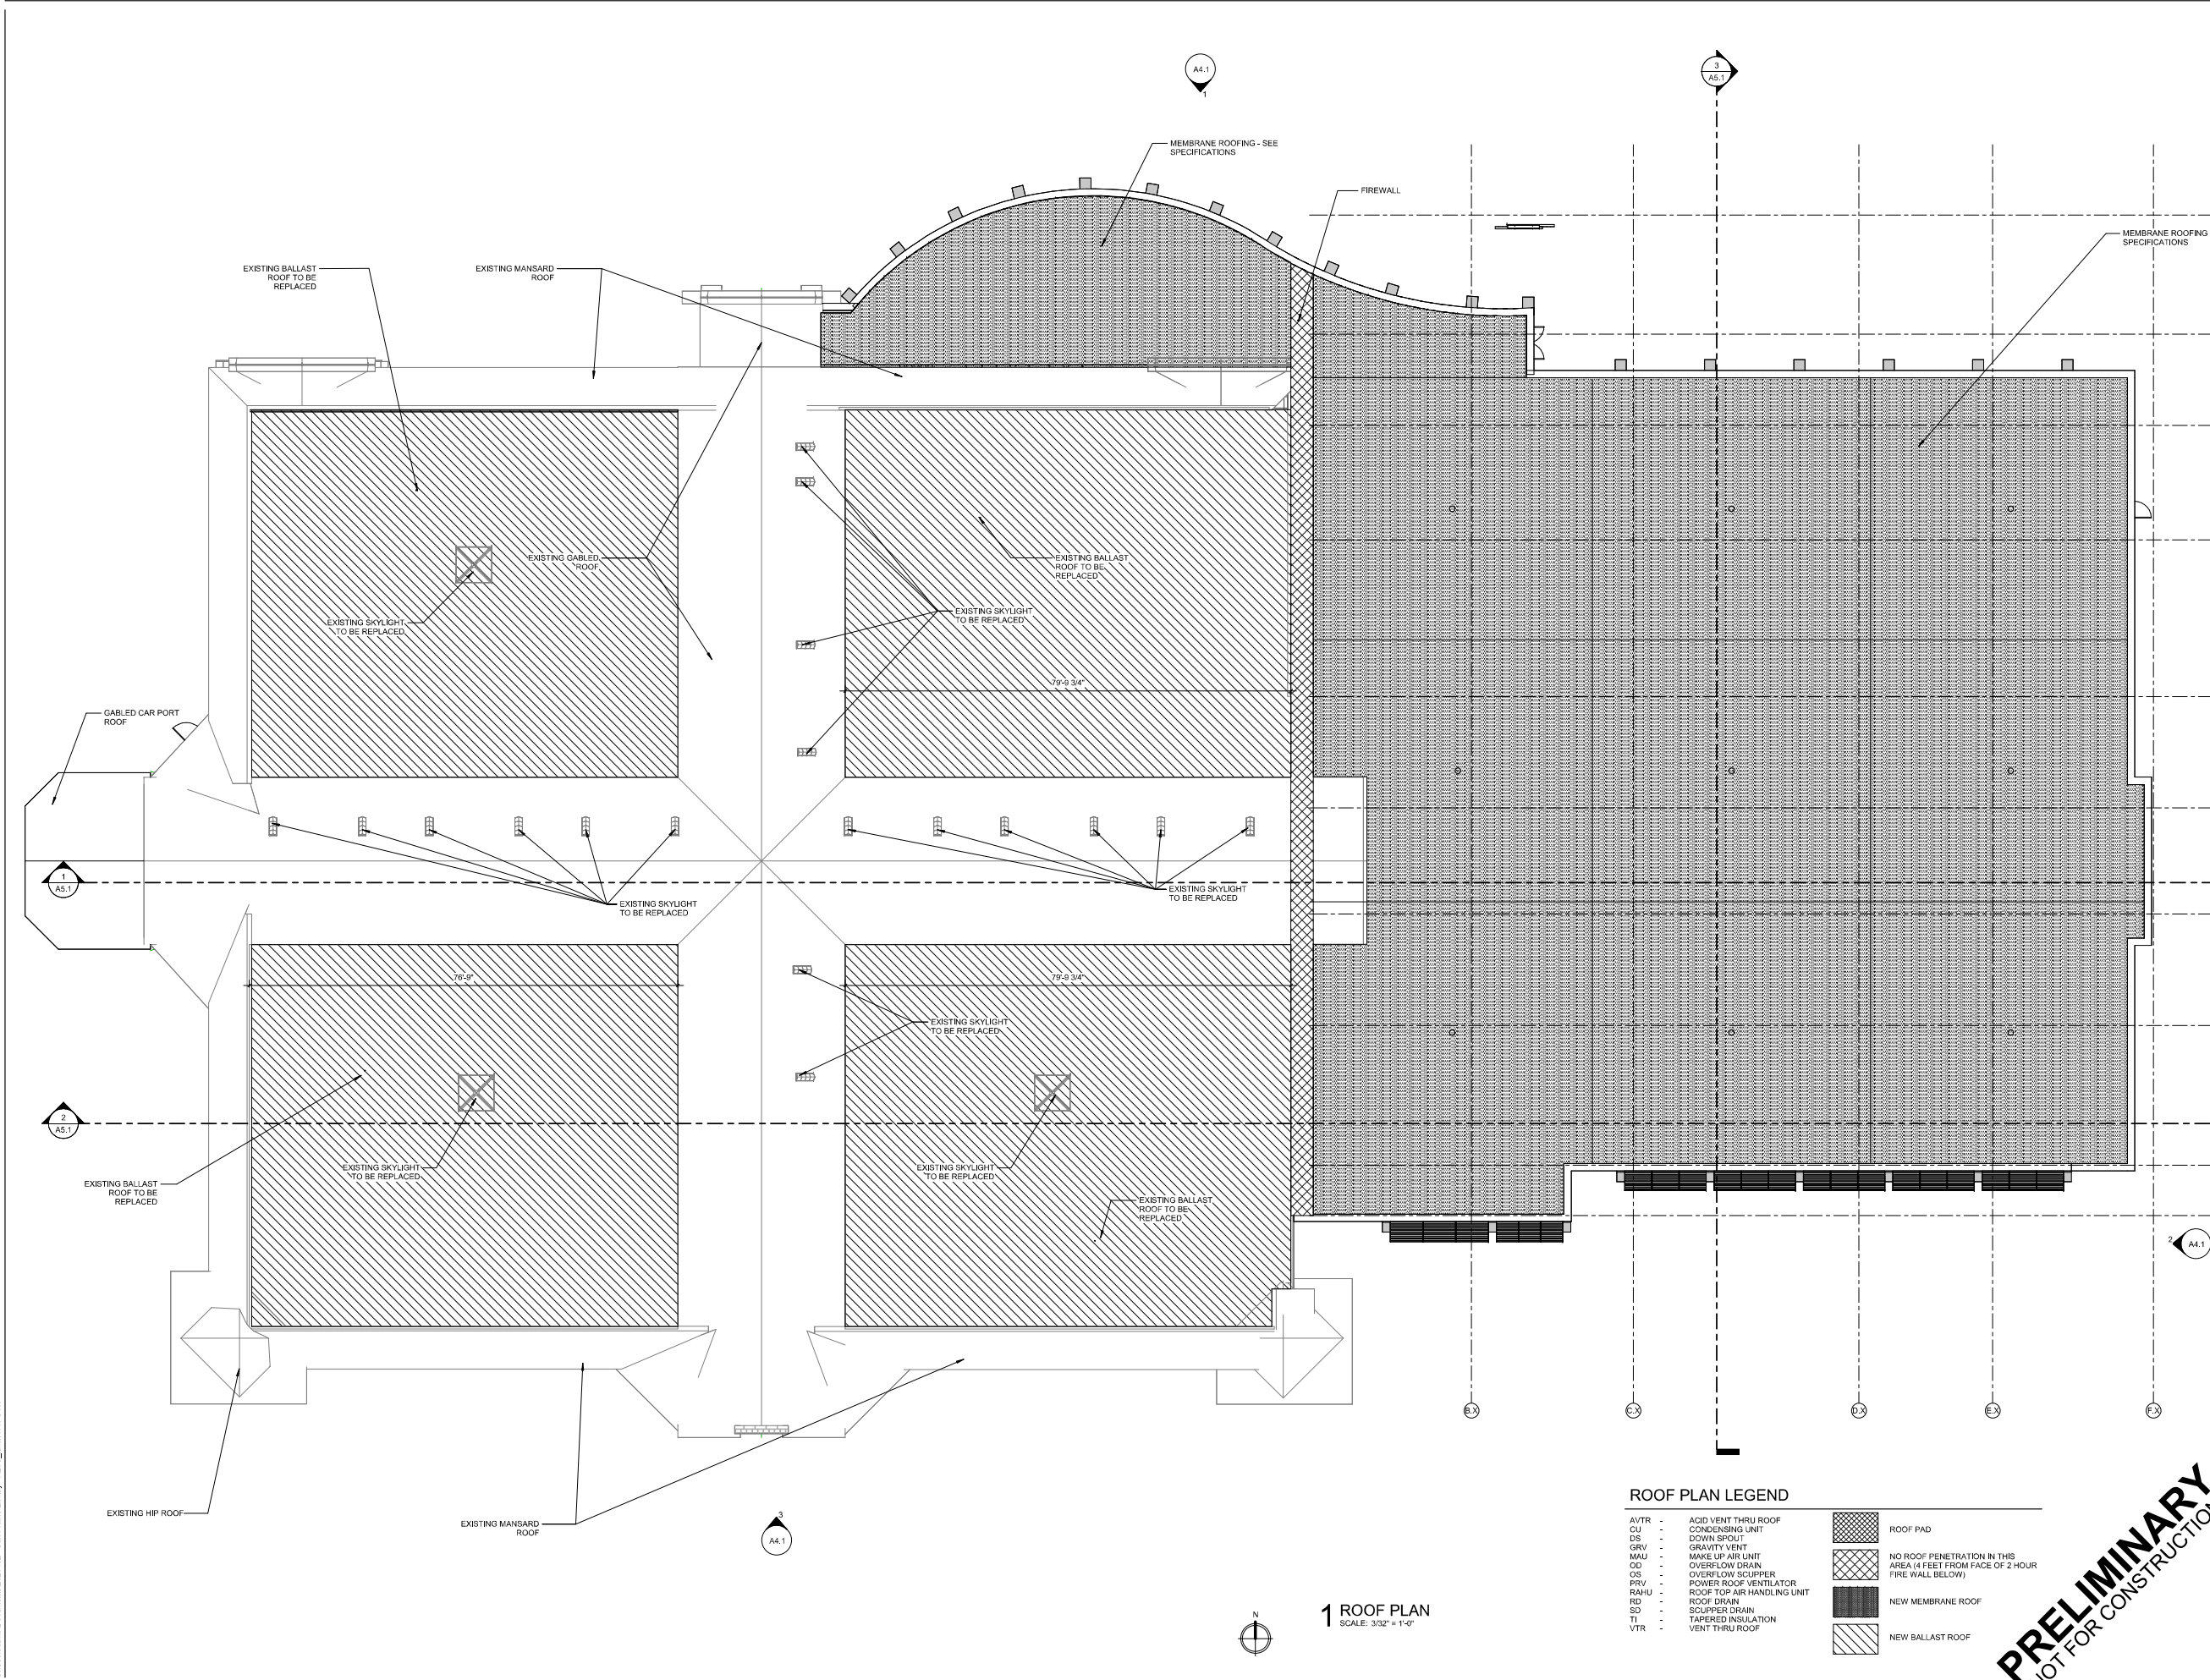 A4.1
1
3
A5.1
MEMBRANE ROOFING - SEE
SPECIFICATIONS
FIREWALL
MEMBRANE ROOFING
SPECIFICATIONS
EXISTING BALLAST
ROOF TO BE
REPLACED
EXISTING MANSARD
ROOF
EXISTING GABLED
ROOF
EXISTING BALLAST
ROOF TO BE
REPLACED
EXISTING SKYLIGHT
TO BE REPLACED
EXISTING SKYLIGHT
TO BE REPLACED
79'-9 3/4"
GABLED CAR PORT
ROOF
1
A5.1
EXISTING SKYLIGHT
TO BE REPLACED
EXISTING SKYLIGHT
TO BE REPLACED
76'-9"
79'-9 3/4"
EXISTING SKYLIGHT
TO BE REPLACED
2
A5.1
EXISTING SKYLIGHT
TO BE REPLACED
EXISTING SKYLIGHT
TO BE REPLACED
EXISTING BALLAST
ROOF TO BE
REPLACED
EXISTING BALLAST
ROOF TO BE
REPLACED
2
A4.1
B.X
C.X
D.X
E.X
F.X
EXISTING HIP ROOF
EXISTING MANSARD
ROOF
3
A4.1
N
1 ROOF PLAN
SCALE: 3/32" = 1'-0"
ROOF PLAN LEGEND
AVTR - ACID VENT THRU ROOF
CU - CONDENSING UNIT
DS - DOWN SPOUT
GRV - GRAVITY VENT
MAU - MAKE UP AIR UNIT
OD - OVERFLOW DRAIN
OS - OVERFLOW SCUPPER
PRV - POWER ROOF VENTILATOR
RAHU - ROOF TOP AIR HANDLING UNIT
RD - ROOF DRAIN
SD - SCUPPER DRAIN
TI - TAPERED INSULATION
VTR - VENT THRU ROOF
ROOF PAD
NO ROOF PENETRATION IN THIS
AREA (4 FEET FROM FACE OF 2 HOUR
FIRE WALL BELOW)
NEW MEMBRANE ROOF
NEW BALLAST ROOF
PRELIMINARY
NOT FOR CONSTRUCTION